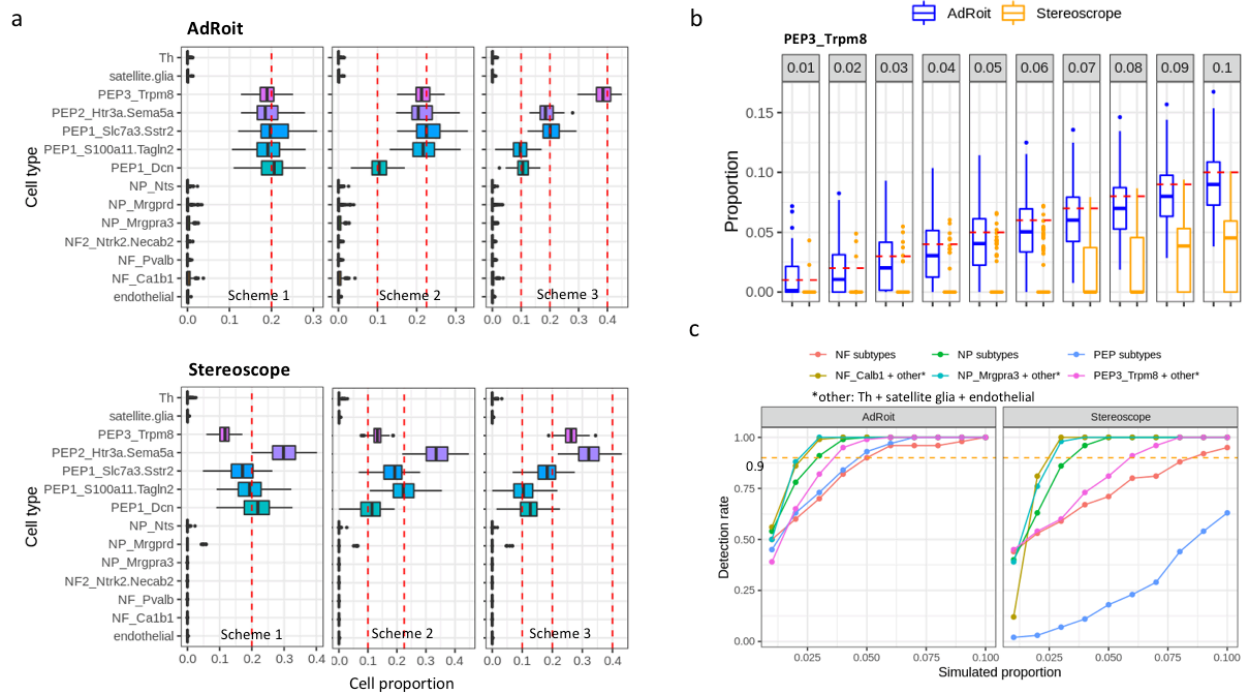 a
AdRoit
Th
satellite.glia
PEP3_Trpm8
PEP2_Htr3a.Sema5a
PEP1_Slc7a3.Sstr2
PEP1_S100a11.Tagln2
PEP1_Dcn
NP_Nts
NP_Mrgprd
NP_Mrgpra3
NF2_Ntrk2.Necab2
NF_Pvalb
NF_Ca1b1
endothelial
Cell type
Scheme 1
Scheme 2
Scheme 3
0.0 0.1 0.2 0.3
0.0 0.1 0.2 0.3
0.0 0.1 0.2 0.3 0.4
Stereoscope
Th
satellite.glia
PEP3_Trpm8
PEP2_Htr3a.Sema5a
PEP1_Slc7a3.Sstr2
PEP1_S100a11.Tagln2
PEP1_Dcn
NP_Nts
NP_Mrgprd
NP_Mrgpra3
NF2_Ntrk2.Necab2
NF_Pvalb
NF_Ca1b1
endothelial
Cell type
Scheme 1
Scheme 2
Scheme 3
0.0 0.1 0.2 0.3 0.4
0.0 0.1 0.2 0.3 0.4
0.0 0.1 0.2 0.3 0.4
Cell proportion
b
AdRoit Stereoscope
PEP3_Trpm8
0.01 0.02 0.03 0.04 0.05 0.06 0.07 0.08 0.09 0.1
Proportion
0.15
0.10
0.05
0.00
c
NF subtypes NP subtypes PEP subtypes
NF_Calb1 + other* NP_Mrgpra3 + other* PEP3_Trpm8 + other*
*other: Th + satellite glia + endothelial
AdRoit Stereoscope
Detection rate
1.00
0.9
0.75
0.50
0.25
0.00
0.025 0.050 0.075 0.100
0.025 0.050 0.075 0.100
Simulated proportion